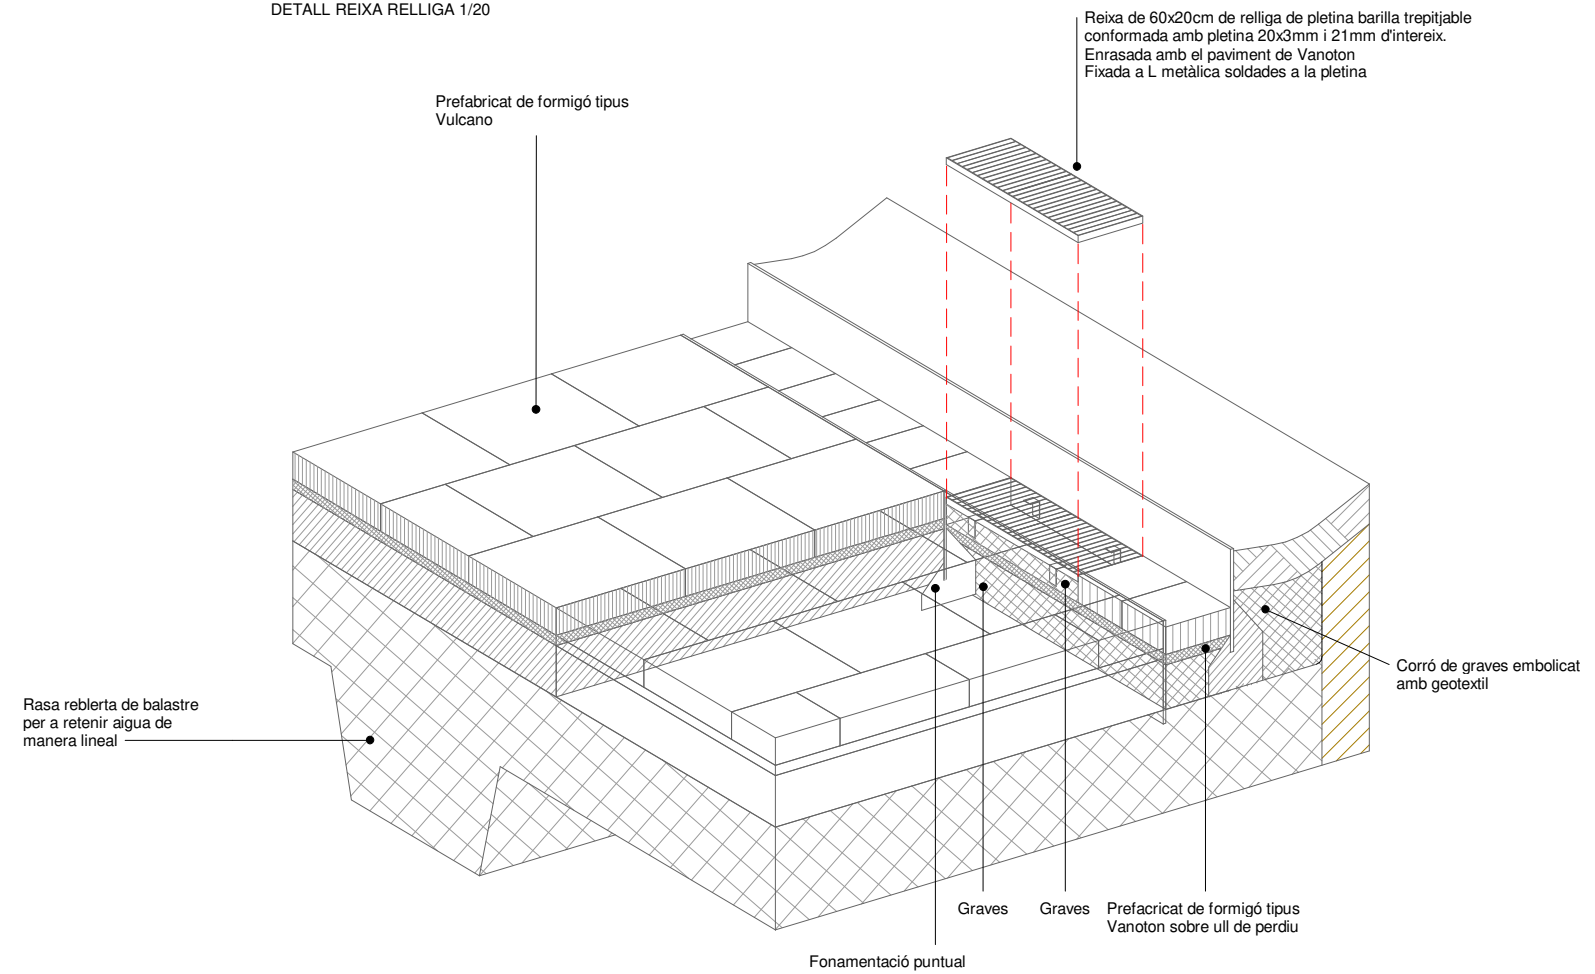 DETALL REIXA RELLIGA 1/20
Reixa de 60x20cm de relliga de pletina barilla trepitjable
conformada amb pletina 20x3mm i 21mm d'intereix.
Enrasada amb el paviment de Vanoton
Fixada a L metàlica soldades a la pletina
Prefabricat de formigó tipus
Vulcano
Rasa reblerta de balastre
per a retenir aigua de
manera lineal
Corró de graves embolicat
amb geotextil
Graves
Graves
Prefacricat de formigó tipus
Vanoton sobre ull de perdiu
Fonamentació puntual